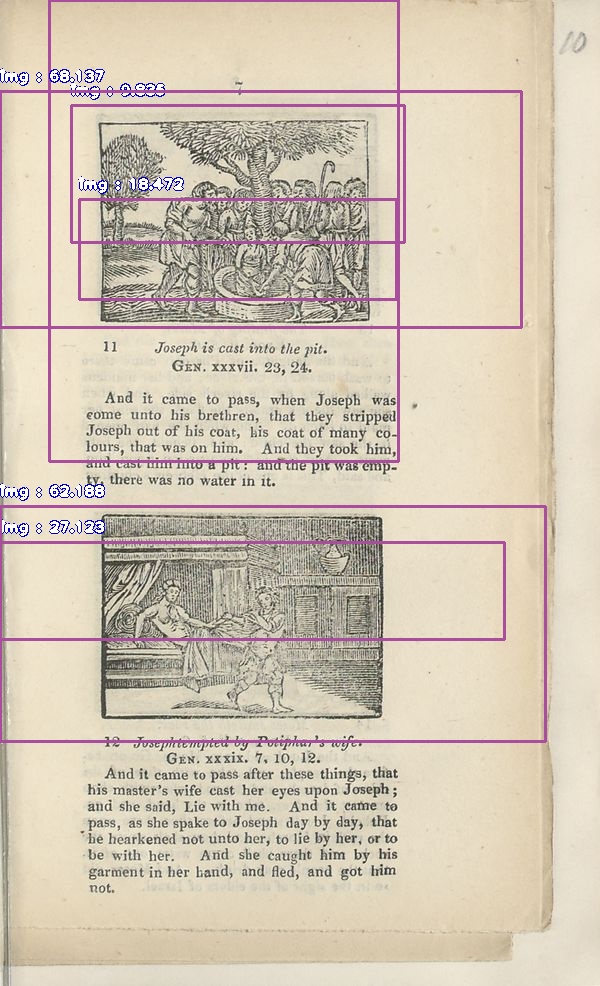 10
7
img : 68.137
img : 9.835
img : 18.472
11 Joseph is cast into the pit.
GEN. xxxvii. 23, 24.
And it came to pass, when Joseph was
come unto his brethren, that they stripped
Joseph out of his coat, his coat of many co-
lours, that was on him. And they took him,
and cast him into a pit: and the pit was emp-
ty, there was no water in it.
img : 62.188
img : 27.123
12 Joseph tempted by Potiphar's wife.
GEN. xxxix. 7, 10, 12.
And it came to pass after these things, that
his master's wife cast her eyes upon Joseph;
and she said, Lie with me. And it came to
pass, as she spake to Joseph day by day, that
he hearkened not unto her, to lie by her, or to
be with her. And she caught him by his
garment in her hand, and fled, and got him
not.